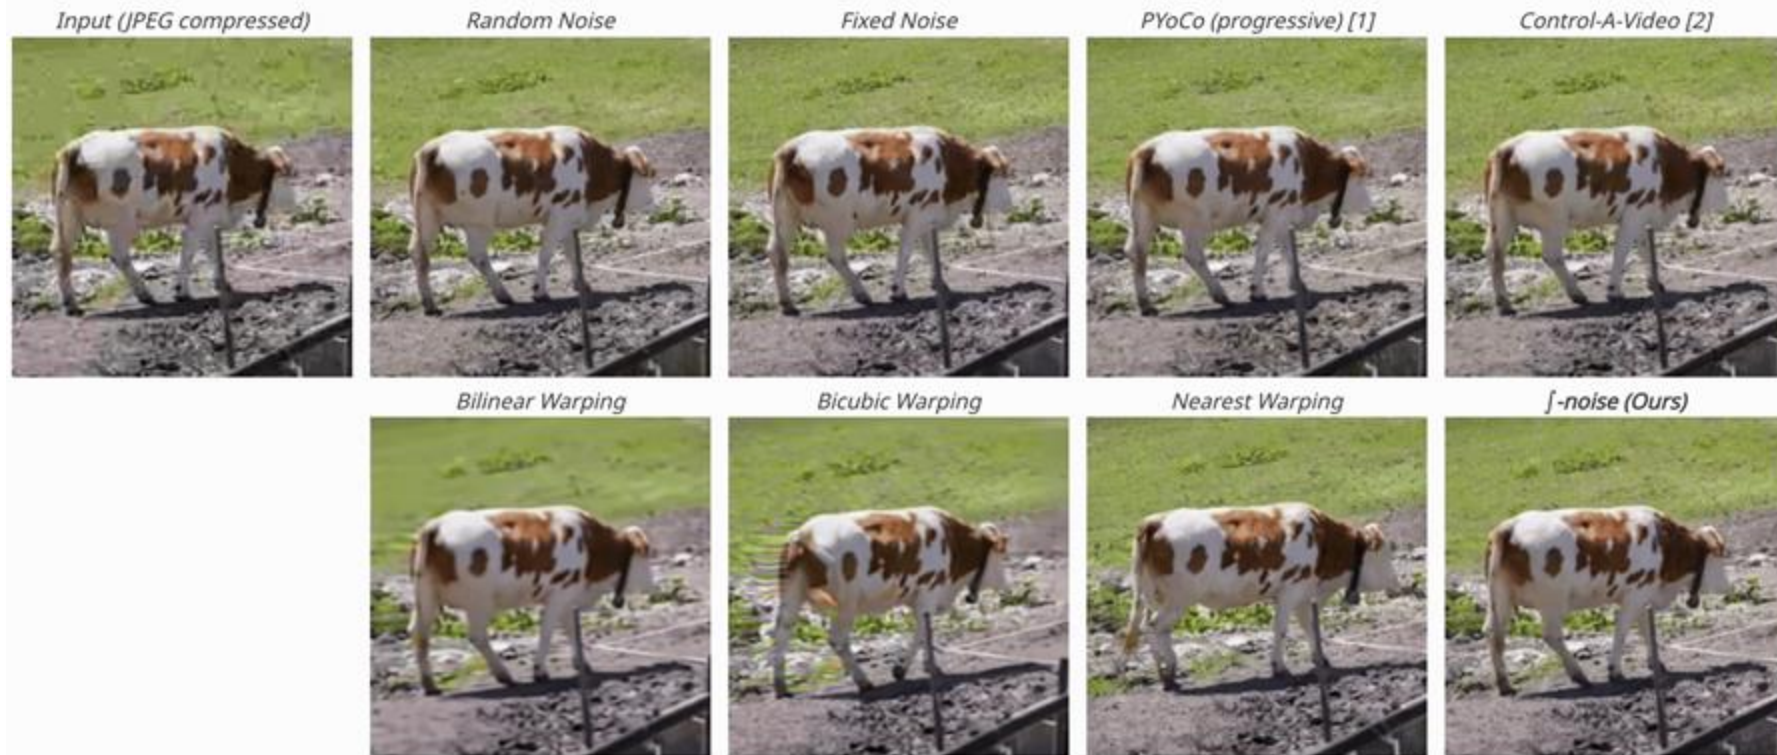 Input (JPEG compressed)
Random Noise
Fixed Noise
PYoCo (progressive) [1]
Control-A-Video [2]
Bilinear Warping
Bicubic Warping
Nearest Warping
∫-noise (Ours)